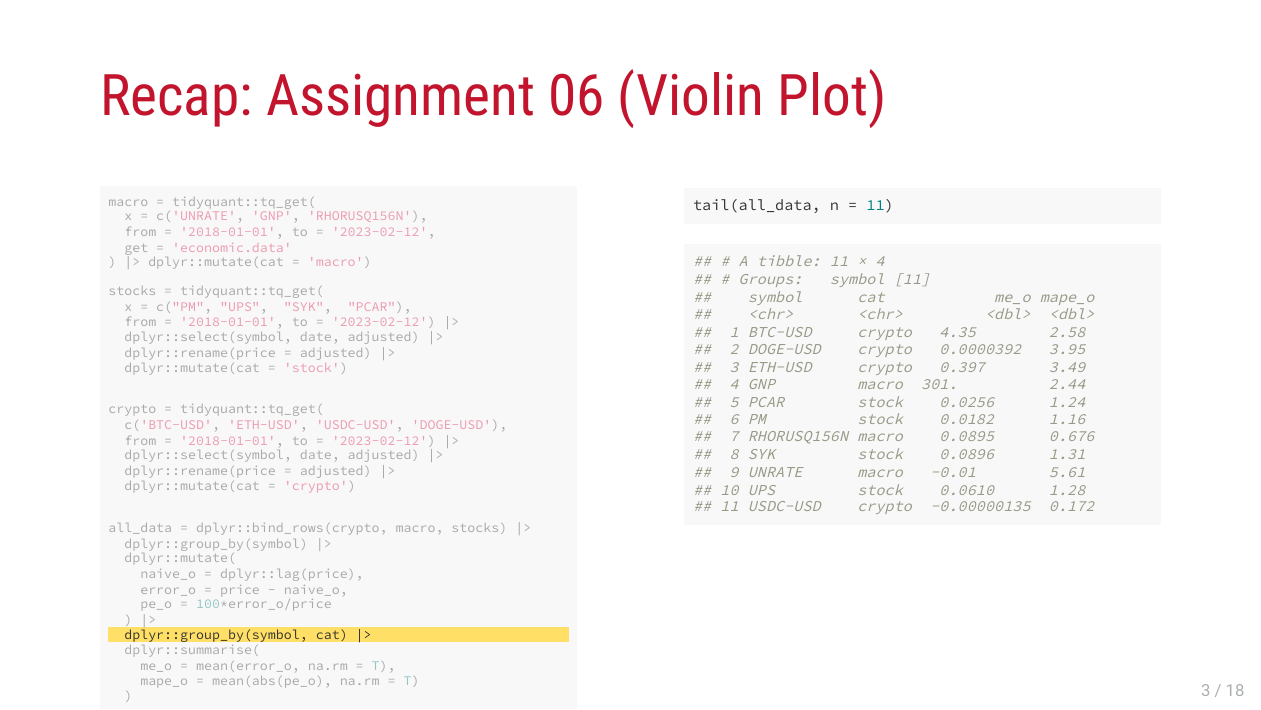 Recap: Assignment 06 (Violin Plot)
macro = tidyquant::tq_get(
  x = c('UNRATE', 'GNP', 'RHORUSQ156N'),
  from = '2018-01-01', to = '2023-02-12',
  get = 'economic.data'
) |> dplyr::mutate(cat = 'macro')
stocks = tidyquant::tq_get(
  x = c("PM", "UPS",  "SYK",  "PCAR"),
  from = '2018-01-01', to = '2023-02-12') |>
  dplyr::select(symbol, date, adjusted) |>
  dplyr::rename(price = adjusted) |>
  dplyr::mutate(cat = 'stock')
crypto = tidyquant::tq_get(
  c('BTC-USD', 'ETH-USD', 'USDC-USD', 'DOGE-USD'),
  from = '2018-01-01', to = '2023-02-12') |>
  dplyr::select(symbol, date, adjusted) |>
  dplyr::rename(price = adjusted) |>
  dplyr::mutate(cat = 'crypto')
all_data = dplyr::bind_rows(crypto, macro, stocks) |>
  dplyr::group_by(symbol) |>
  dplyr::mutate(
    naive_o = dplyr::lag(price),
    error_o = price - naive_o,
    pe_o = 100*error_o/price
  ) |>
  dplyr::group_by(symbol, cat) |>
  dplyr::summarise(
    me_o = mean(error_o, na.rm = T),
    mape_o = mean(abs(pe_o), na.rm = T)
  )
tail(all_data, n = 11)
## # A tibble: 11 × 4
## # Groups:   symbol [11]
##    symbol      cat            me_o mape_o
##    <chr>       <chr>         <dbl>  <dbl>
##  1 BTC-USD     crypto   4.35        2.58
##  2 DOGE-USD    crypto   0.0000392   3.95
##  3 ETH-USD     crypto   0.397       3.49
##  4 GNP         macro  301.          2.44
##  5 PCAR        stock    0.0256      1.24
##  6 PM          stock    0.0182      1.16
##  7 RHORUSQ156N macro    0.0895      0.676
##  8 SYK         stock    0.0896      1.31
##  9 UNRATE      macro   -0.01        5.61
## 10 UPS         stock    0.0610      1.28
## 11 USDC-USD    crypto  -0.00000135  0.172
3 / 18